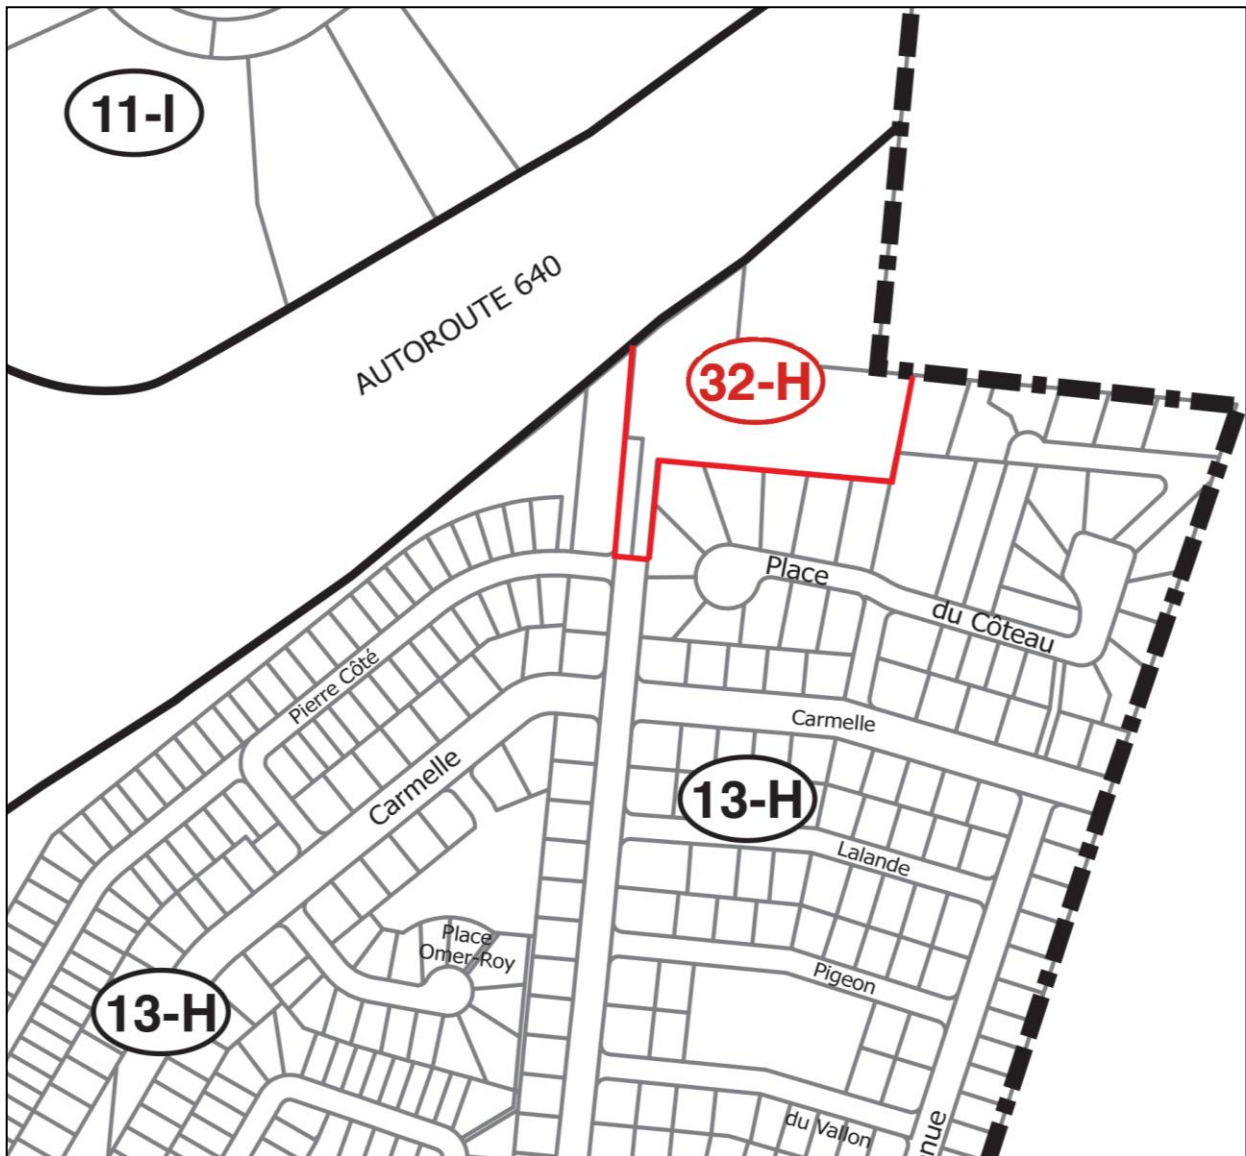 11-I
AUTOROUTE 640
32-H
Place
du Côteau
Pierre Côté
Carmelle
Carmelle
13-H
Lalande
Place
Omer-Roy
Pigeon
13-H
du Vallon